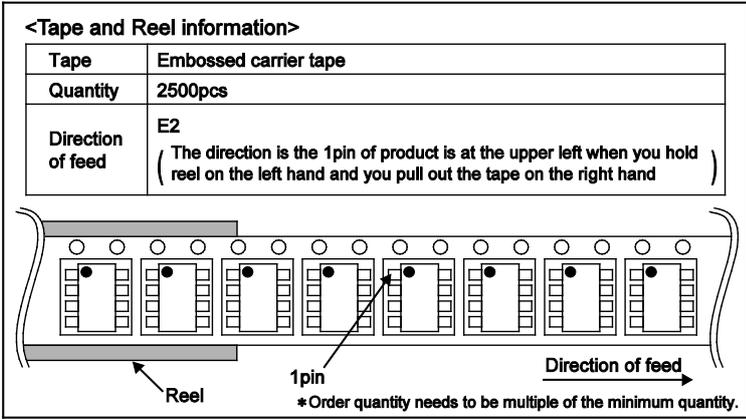 <Tape and Reel information>
Tape Embossed carrier tape
Quantity 2500pcs
Direction of feed E2
( The direction is the 1pin of product is at the upper left when you hold
reel on the left hand and you pull out the tape on the right hand )
Direction of feed
1pin
Reel
*Order quantity needs to be multiple of the minimum quantity.